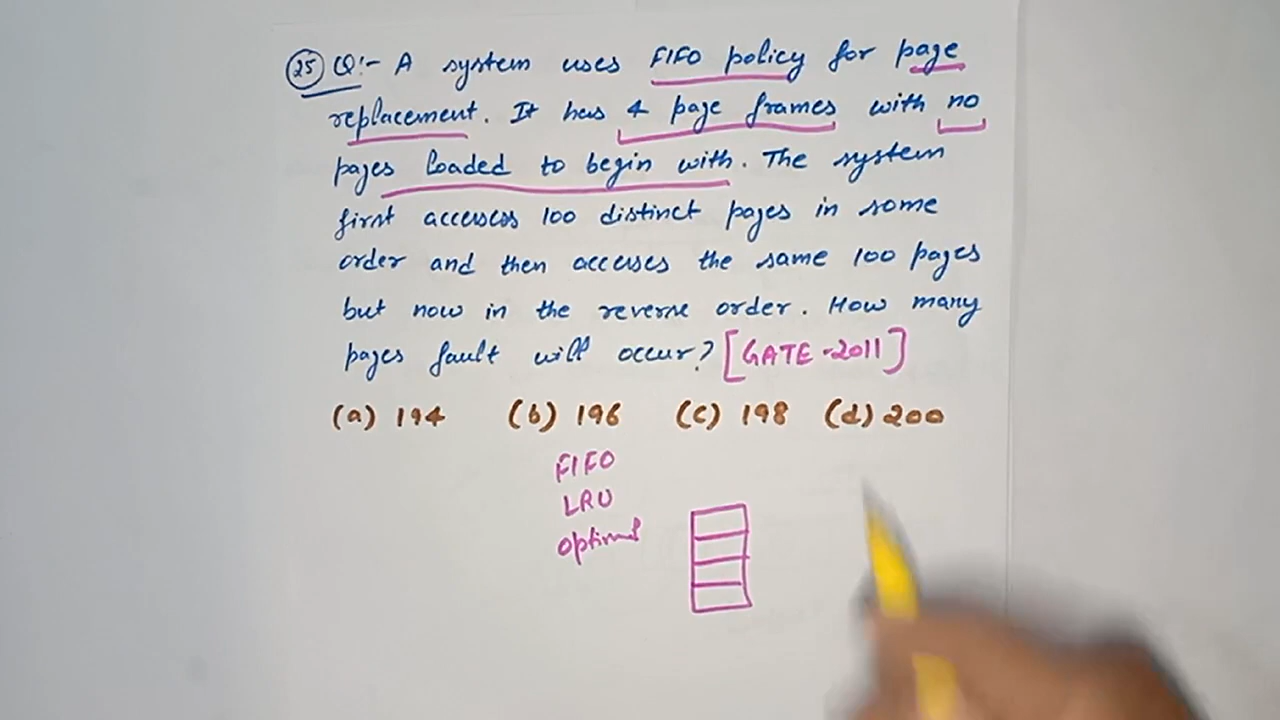 25 Q:- A system uses FIFO policy for page
replacement. It has 4 page frames with no
pages loaded to begin with. The system
first accesses 100 distinct pages in some
order and then accesses the same 100 pages
but now in the reverse order. How many
pages fault will occur? [GATE-2011]
(a) 194 (b) 196 (c) 198 (d) 200
FIFO
LRU
Optimal